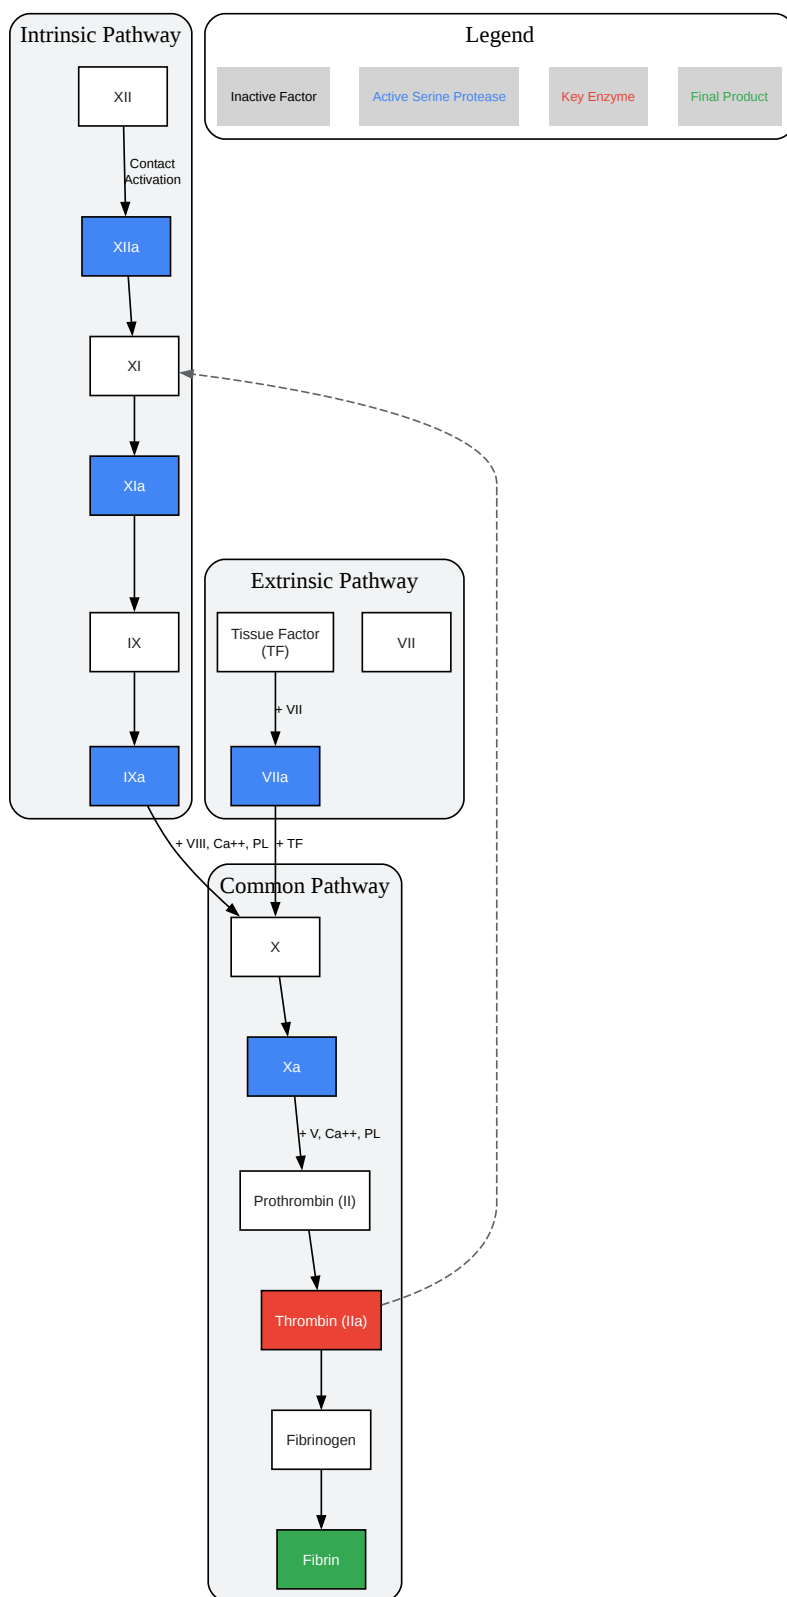 Intrinsic Pathway
XII
Contact
Activation
XIIa
XI
XIa
IX
IXa
Legend
Inactive Factor
Active Serine Protease
Key Enzyme
Final Product
Extrinsic Pathway
Tissue Factor
(TF)
VII
+ VII
VIIa
+ VIII, Ca++, PL
+ TF
Common Pathway
X
Xa
+ V, Ca++, PL
Prothrombin (II)
Thrombin (IIa)
Fibrinogen
Fibrin